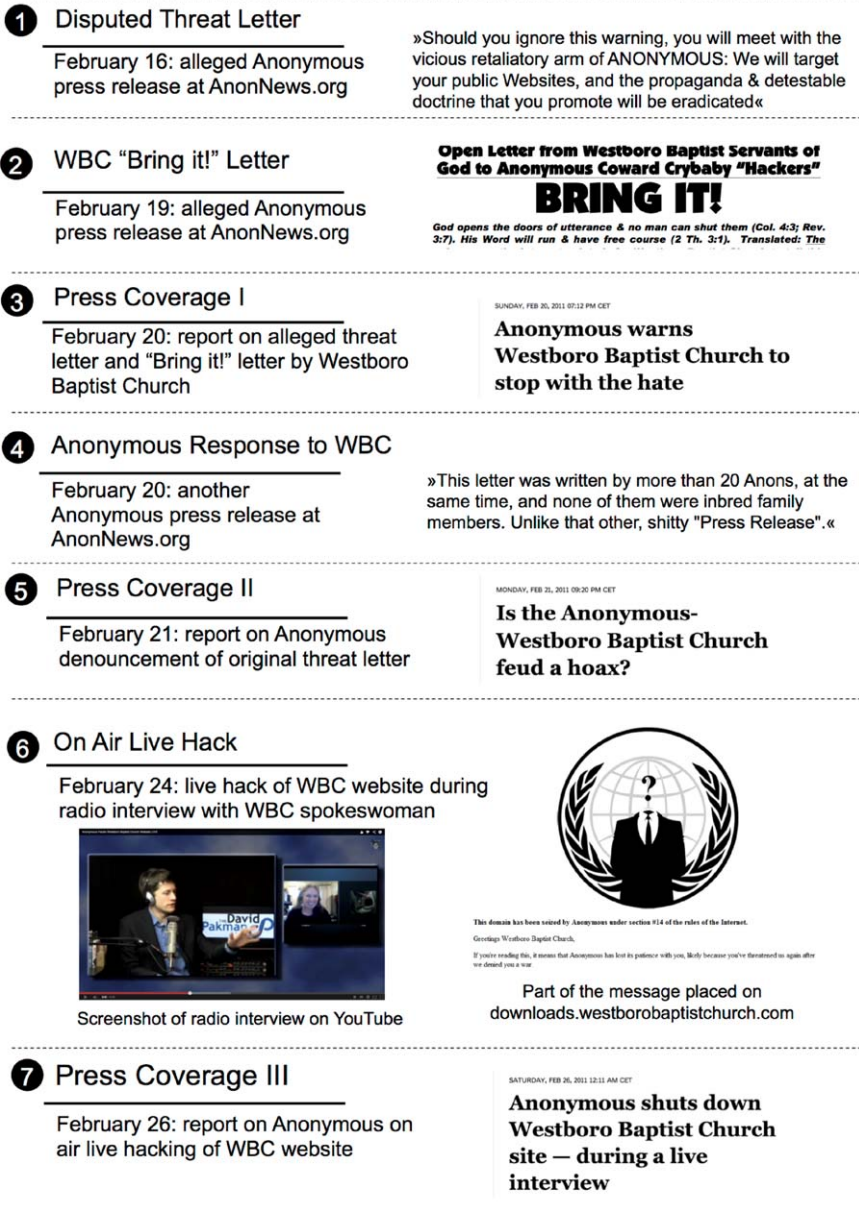 1 Disputed Threat Letter
February 16: alleged Anonymous
press release at AnonNews.org
»Should you ignore this warning, you will meet with the
vicious retaliatory arm of ANONYMOUS: We will target
your public Websites, and the propaganda & detestable
doctrine that you promote will be eradicated«
2 WBC “Bring it!” Letter
February 19: alleged Anonymous
press release at AnonNews.org
Open Letter from Westboro Baptist Servants of
God to Anonymous Coward Crybaby “Hackers”
BRING IT!
God opens the doors of utterance & no man can shut them (Col. 4:3; Rev.
3:7). His Word will run & have free course (2 Th. 3:1). Translated: The
3 Press Coverage I
February 20: report on alleged threat
letter and “Bring it!” letter by Westboro
Baptist Church
SUNDAY, FEB 20, 2011 07:12 PM CET
Anonymous warns
Westboro Baptist Church to
stop with the hate
4 Anonymous Response to WBC
February 20: another
Anonymous press release at
AnonNews.org
»This letter was written by more than 20 Anons, at the
same time, and none of them were inbred family
members. Unlike that other, shitty "Press Release".«
5 Press Coverage II
February 21: report on Anonymous
denouncement of original threat letter
MONDAY, FEB 21, 2011 09:20 PM CET
Is the Anonymous-
Westboro Baptist Church
feud a hoax?
6 On Air Live Hack
February 24: live hack of WBC website during
radio interview with WBC spokeswoman
David
Pakman
Screenshot of radio interview on YouTube
?
This domain has been seized by Anonymous under section #14 of the rules of the Internet.
Greetings Westboro Baptist Church,
If you're reading this, it means that Anonymous has lost its patience with you, likely because you've threatened us again after
we denied you a war
Part of the message placed on
downloads.westborobaptistchurch.com
7 Press Coverage III
February 26: report on Anonymous on
air live hacking of WBC website
SATURDAY, FEB 26, 2011 12:11 AM CET
Anonymous shuts down
Westboro Baptist Church
site — during a live
interview